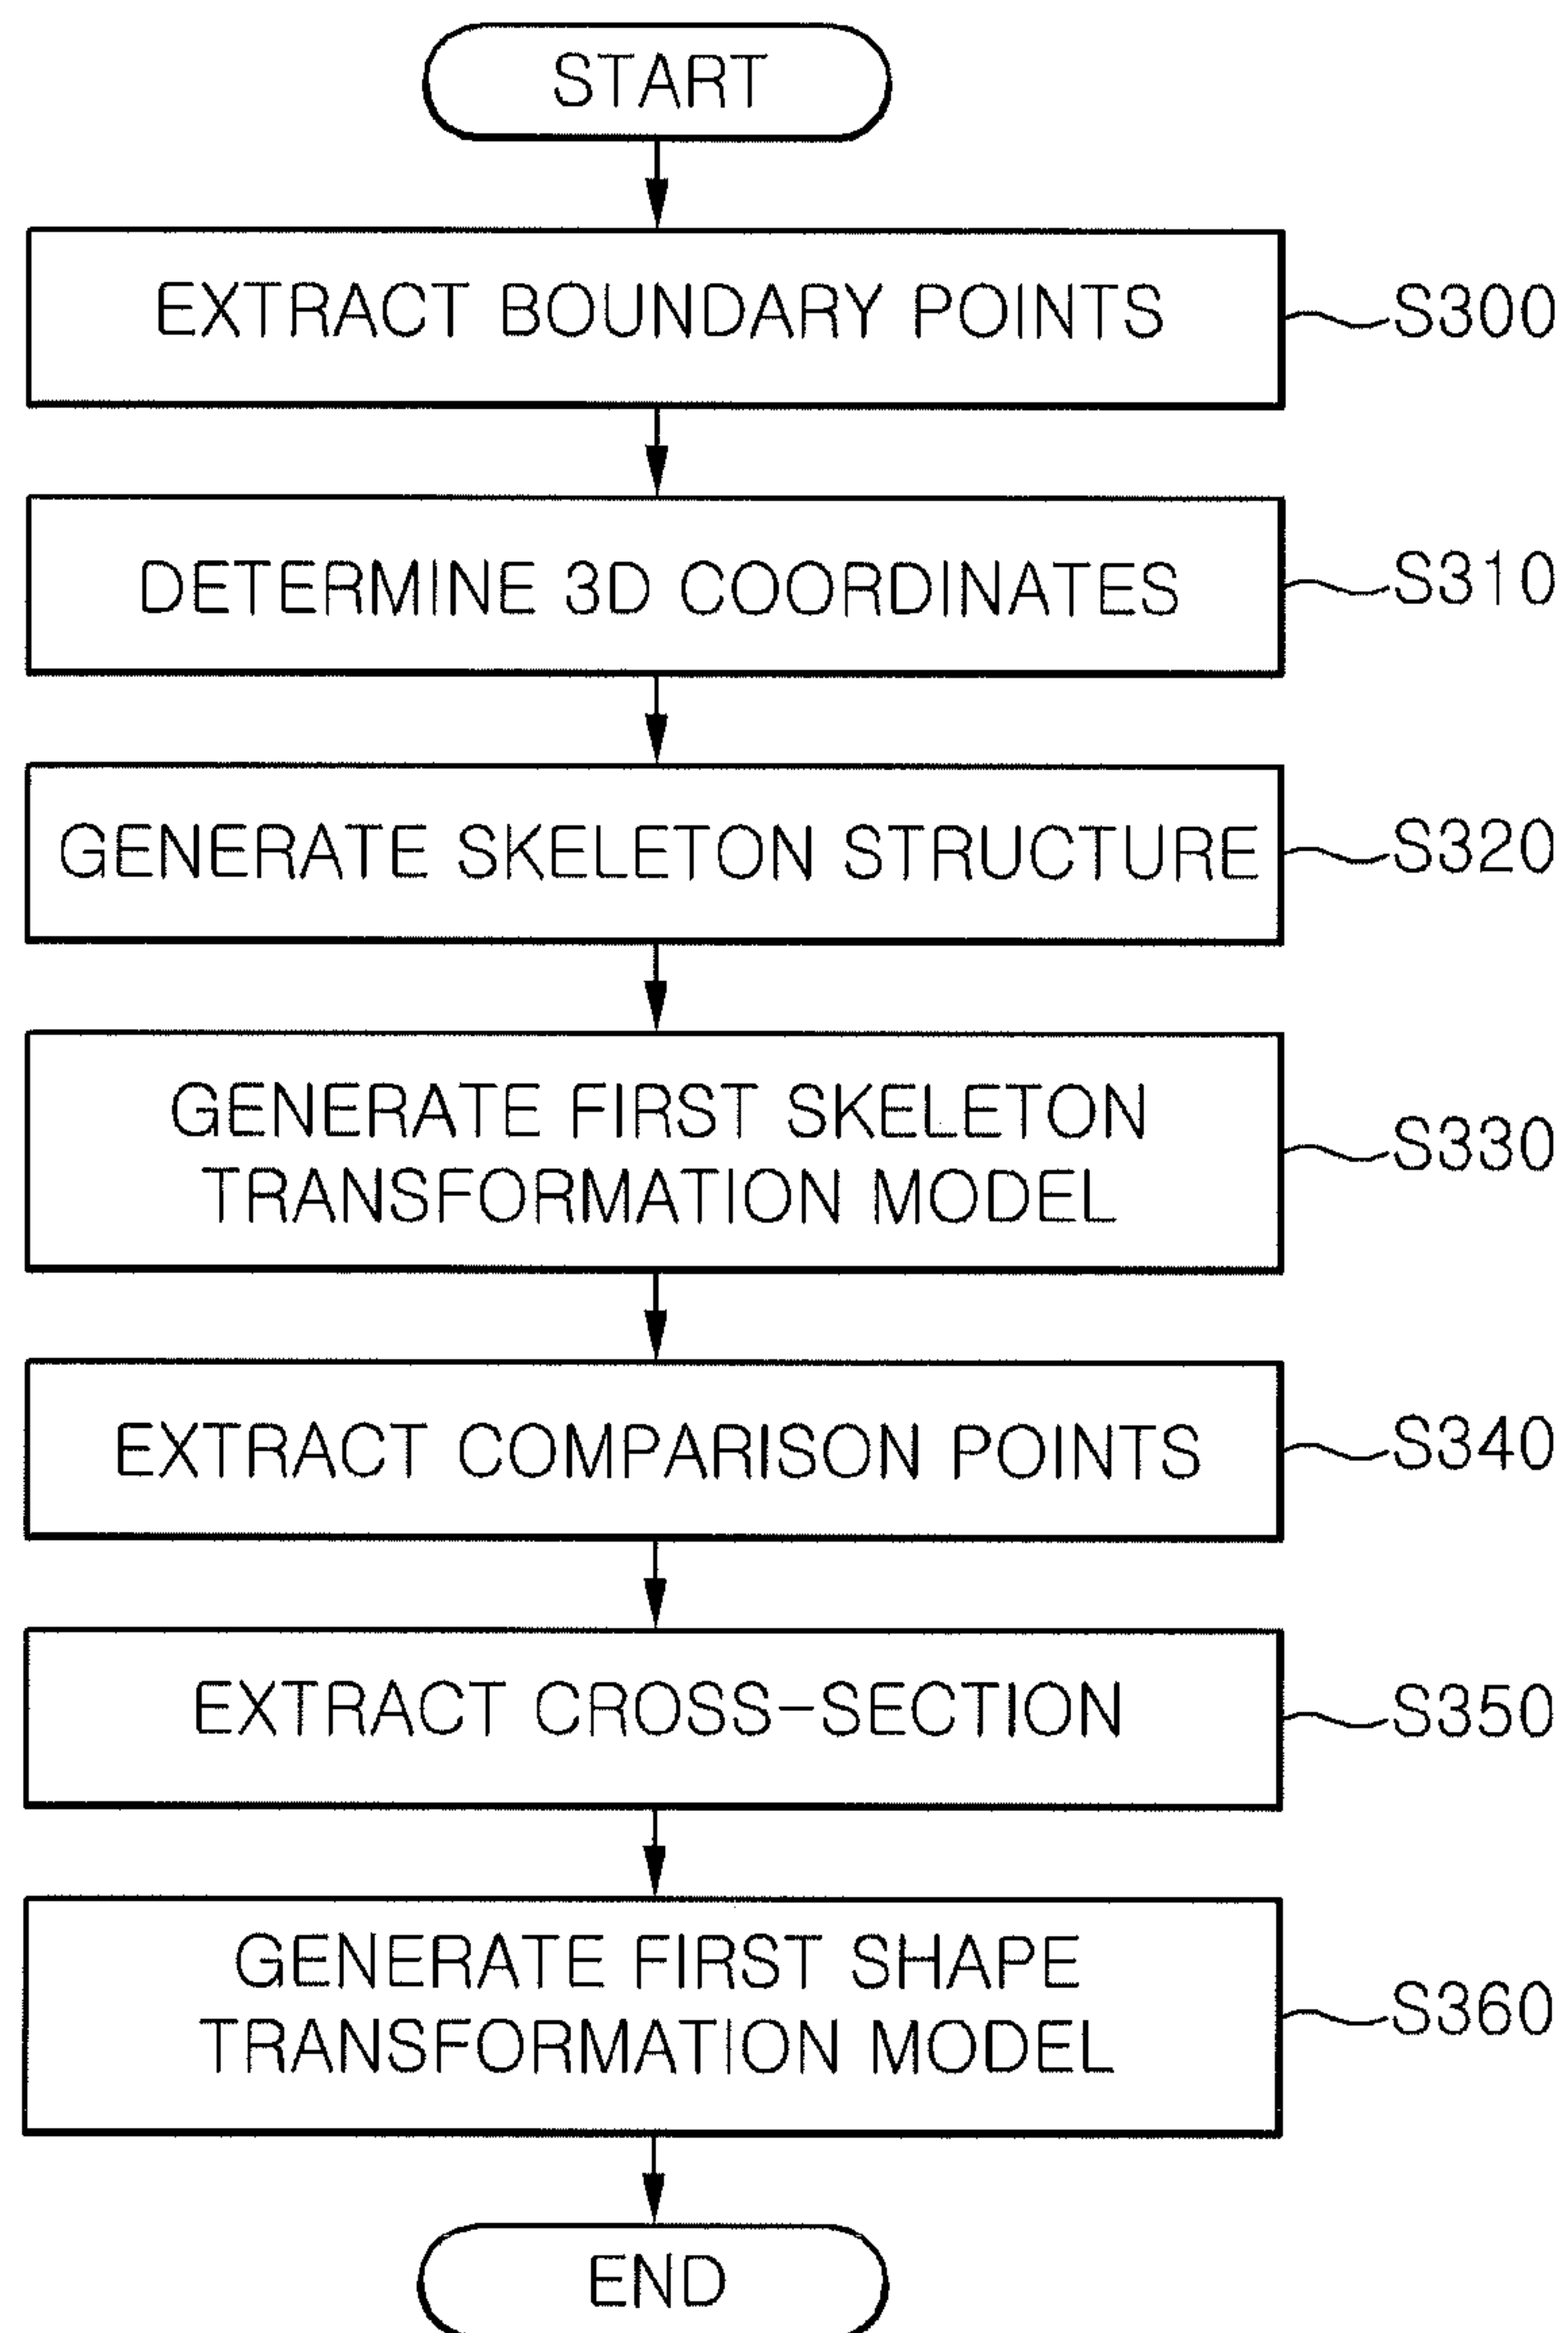 START
EXTRACT BOUNDARY POINTS
S300
DETERMINE 3D COORDINATES
S310
GENERATE SKELETON STRUCTURE
S320
GENERATE FIRST SKELETON
TRANSFORMATION MODEL
S330
EXTRACT COMPARISON POINTS
S340
EXTRACT CROSS-SECTION
S350
GENERATE FIRST SHAPE
TRANSFORMATION MODEL
S360
END